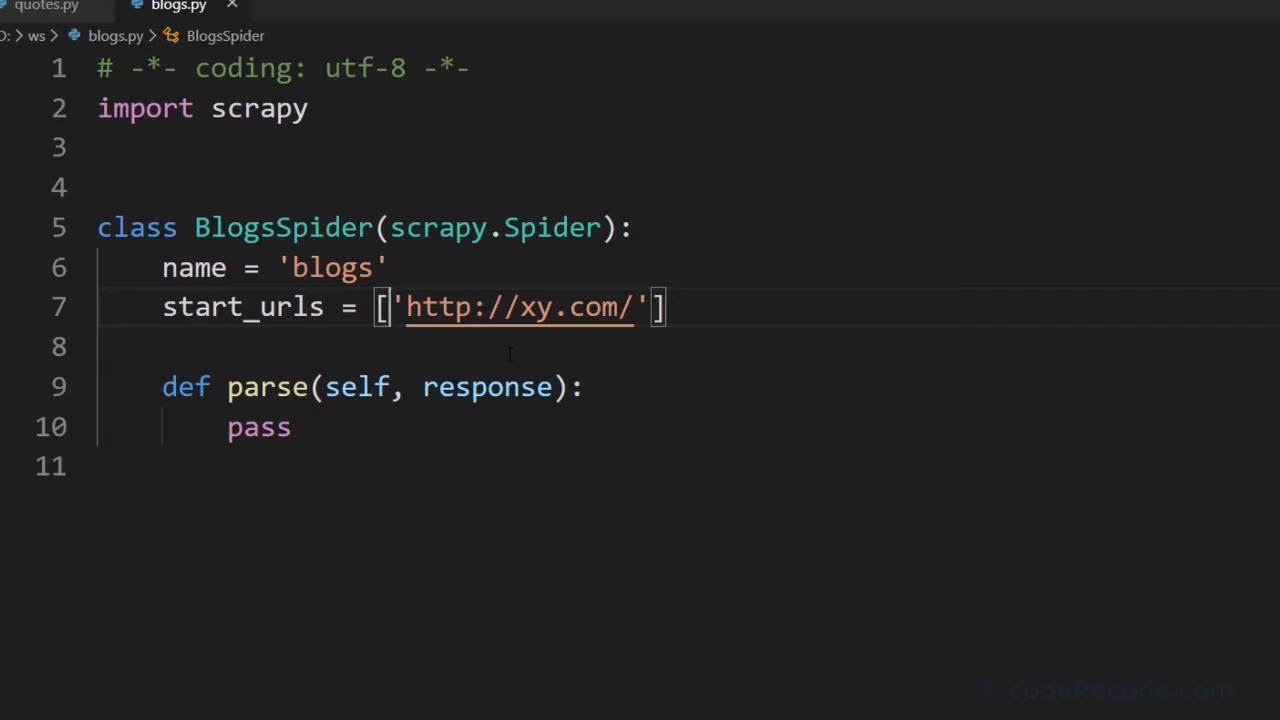 quotes.py blogs.py ×
D: > ws > blogs.py > BlogsSpider
1 # -*- coding: utf-8 -*-
2 import scrapy
3
4
5 class BlogsSpider(scrapy.Spider):
6 name = 'blogs'
7 start_urls = ['http://xy.com/']
8
9 def parse(self, response):
10 pass
11
codeRecode.com